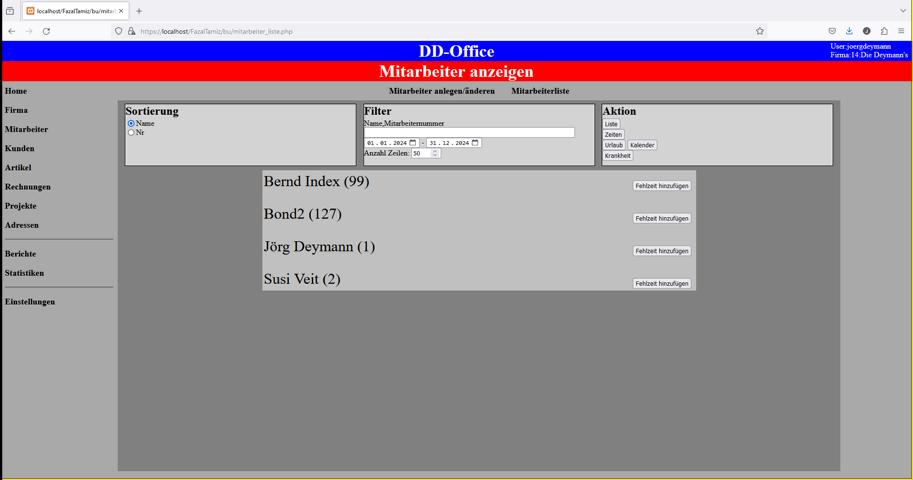 localhost/FazalTamiz/bu/mitar
https://localhost/FazalTamiz/bu/mitarbeiter_liste.php
DD-Office
User:joergdeymann
Firma:14:Die Deymann's
Mitarbeiter anzeigen
Home
Mitarbeiter anlegen/änderen Mitarbeiterliste
Firma
Mitarbeiter
Kunden
Artikel
Rechnungen
Projekte
Adressen
Berichte
Statistiken
Einstellungen
Sortierung
Name
Nr
Filter
Name,Mitarbeiternummer
01.01.2024 - 31.12.2024
Anzahl Zeilen: 50
Aktion
Liste
Zeiten
Urlaub Kalender
Krankheit
Bernd Index (99) Fehlzeit hinzufügen
Bond2 (127) Fehlzeit hinzufügen
Jörg Deymann (1) Fehlzeit hinzufügen
Susi Veit (2) Fehlzeit hinzufügen